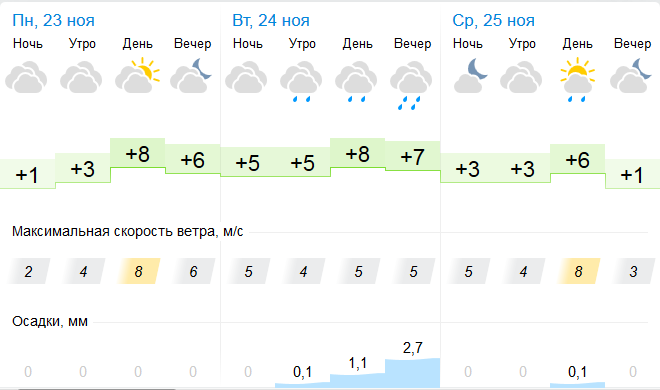 Пн, 23 ноя Вт, 24 ноя Ср, 25 ноя
Ночь Утро День Вечер Ночь Утро День Вечер Ночь Утро День Вечер
+1 +3 +8 +6 +5 +5 +8 +7 +3 +3 +6 +1
Максимальная скорость ветра, м/с
2 4 8 6 5 4 5 5 5 4 8 3
Осадки, мм
0 0 0 0 0 0,1 1,1 2,7 0 0 0,1 0